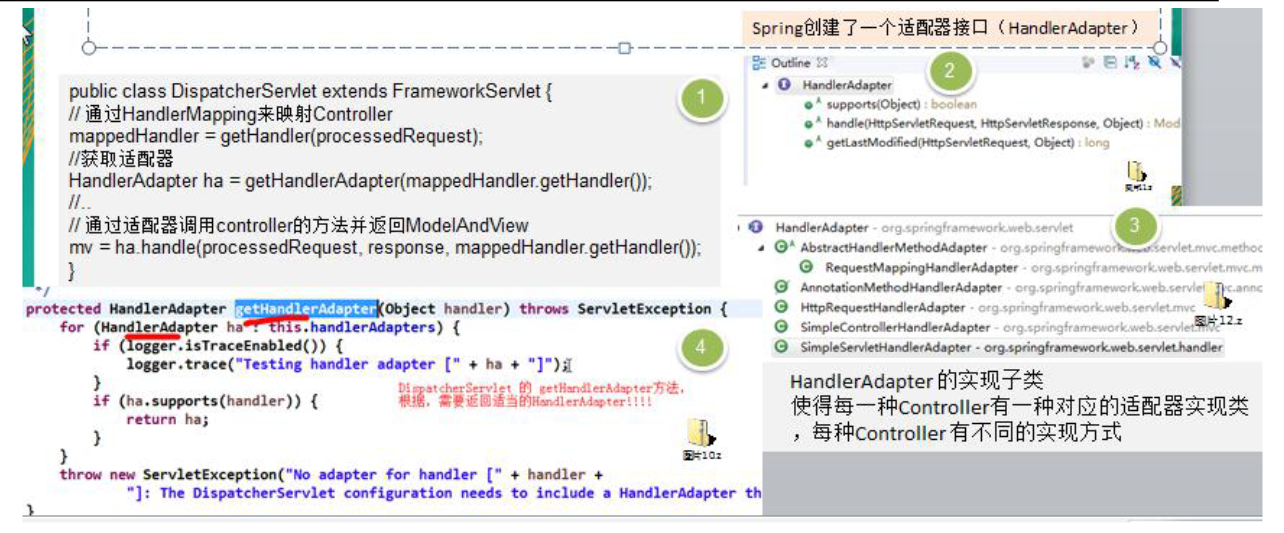 Spring创建了一个适配器接口（HandlerAdapter）
1
public class DispatcherServlet extends FrameworkServlet {
// 通过HandlerMapping来映射Controller
mappedHandler = getHandler(processedRequest);
//获取适配器
HandlerAdapter ha = getHandlerAdapter(mappedHandler.getHandler());
//..
// 通过适配器调用controller的方法并返回ModelAndView
mv = ha.handle(processedRequest, response, mappedHandler.getHandler());
}
2
Outline
HandlerAdapter
supports(Object) : boolean
handle(HttpServletRequest, HttpServletResponse, Object) : Mod
getLastModified(HttpServletRequest, Object) : long
3
HandlerAdapter - org.springframework.web.servlet
AbstractHandlerMethodAdapter - org.springframework.web.servlet.mvc.method
RequestMappingHandlerAdapter - org.springframework.web.servlet.mvc.m
AnnotationMethodHandlerAdapter - org.springframework.web.servlet.mvc.anno
HttpRequestHandlerAdapter - org.springframework.web.servlet.mvc
SimpleControllerHandlerAdapter - org.springframework.web.servlet.mvc
SimpleServletHandlerAdapter - org.springframework.web.servlet.handler
图片12.z
HandlerAdapter 的实现子类
使得每一种Controller有一种对应的适配器实现类
，每种Controller有不同的实现方式
4
*/
protected HandlerAdapter getHandlerAdapter(Object handler) throws ServletException {
for (HandlerAdapter ha : this.handlerAdapters) {
if (logger.isTraceEnabled()) {
logger.trace("Testing handler adapter [" + ha + "]");
}
if (ha.supports(handler)) {
return ha;
}
}
throw new ServletException("No adapter for handler [" + handler +
"]: The DispatcherServlet configuration needs to include a HandlerAdapter th
}
DispatcherServlet 的 getHandlerAdapter方法，
根据，需要返回适当的HandlerAdapter!!!!
图片10z